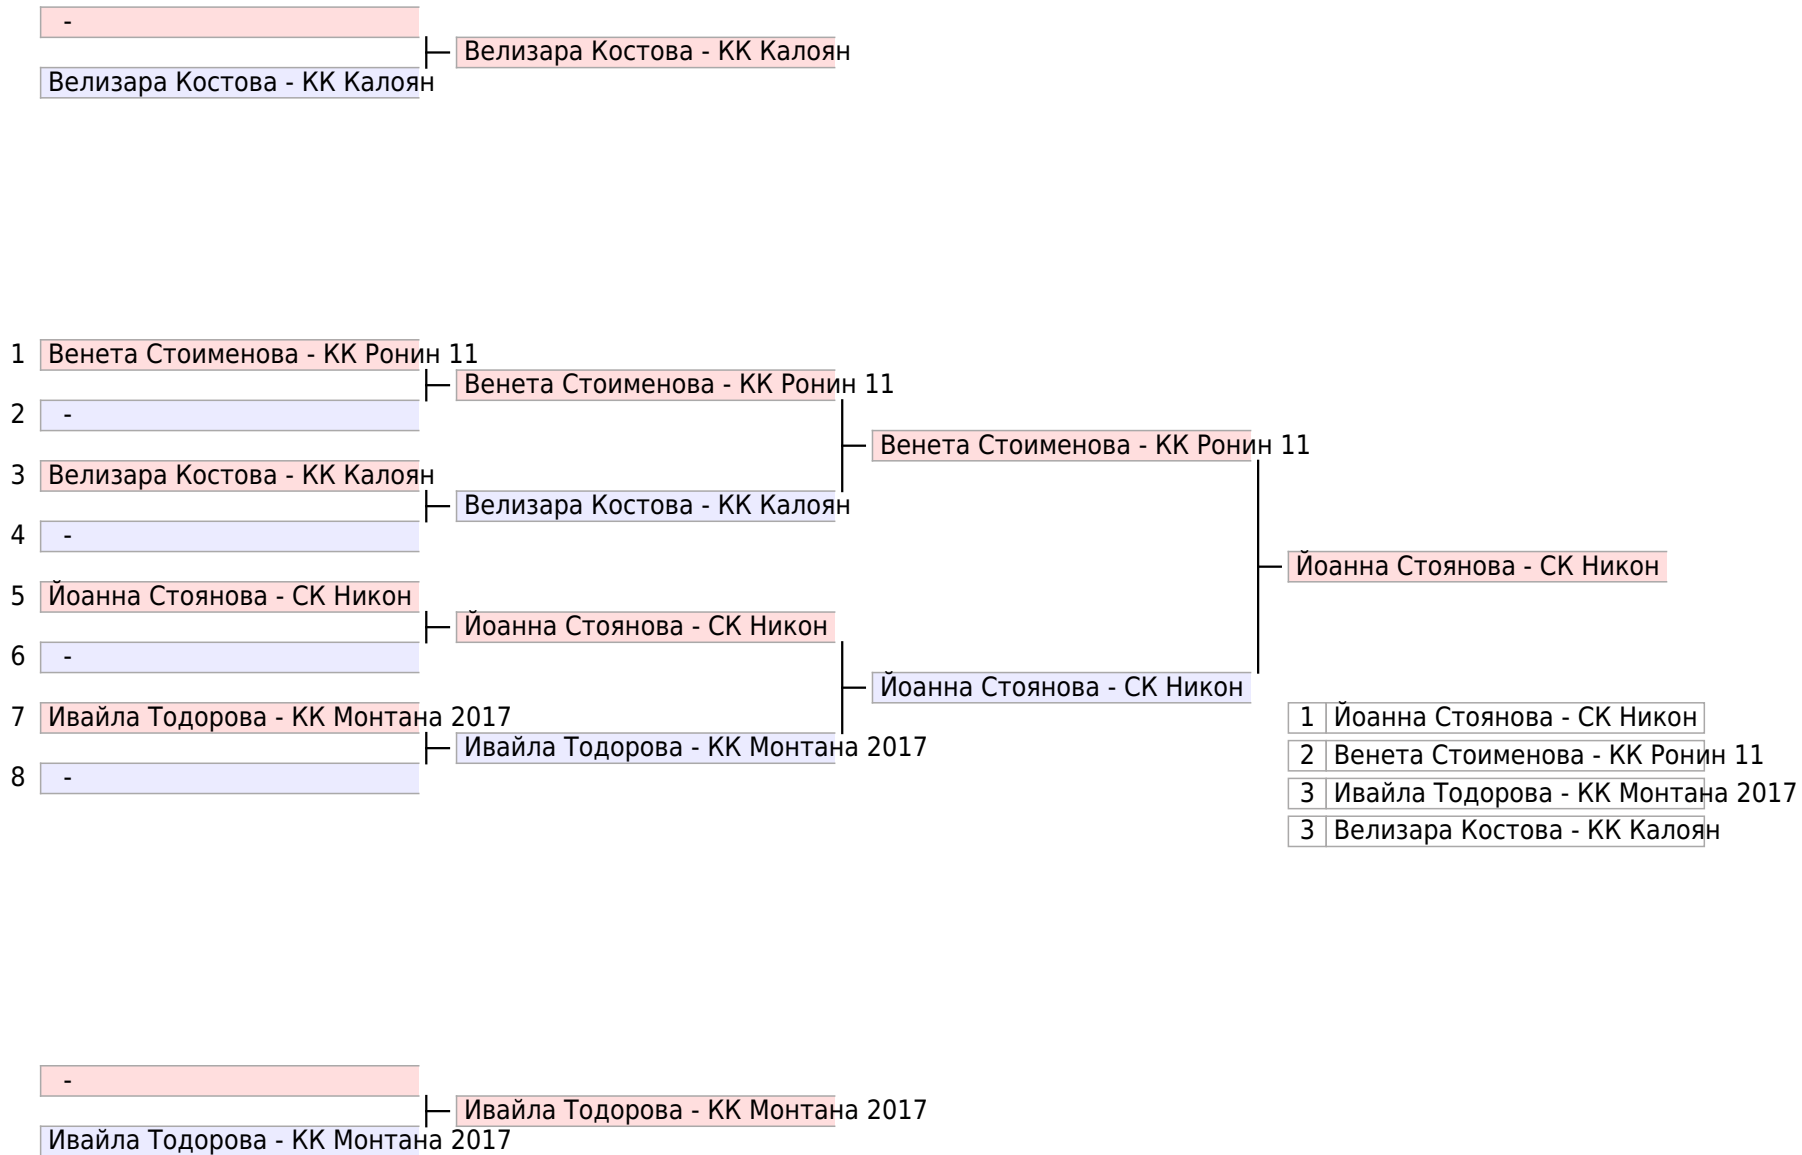 -
Велизара Костова - КК Калоян
Велизара Костова - КК Калоян
1 Венета Стоименова - КК Ронин 11
Венета Стоименова - КК Ронин 11
2 -
Венета Стоименова - КК Ронин 11
3 Велизара Костова - КК Калоян
Велизара Костова - КК Калоян
4 -
Йоанна Стоянова - СК Никон
5 Йоанна Стоянова - СК Никон
Йоанна Стоянова - СК Никон
6 -
Йоанна Стоянова - СК Никон
7 Ивайла Тодорова - КК Монтана 2017
Ивайла Тодорова - КК Монтана 2017
8 -
1 Йоанна Стоянова - СК Никон
2 Венета Стоименова - КК Ронин 11
3 Ивайла Тодорова - КК Монтана 2017
3 Велизара Костова - КК Калоян
-
Ивайла Тодорова - КК Монтана 2017
Ивайла Тодорова - КК Монтана 2017